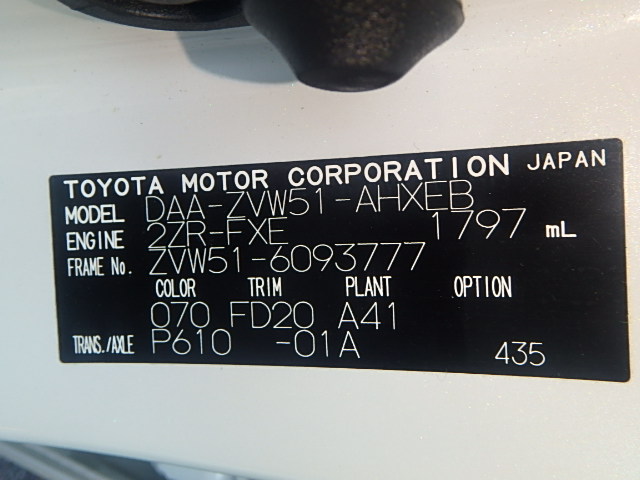 TOYOTA MOTOR CORPORATION JAPAN
MODEL DAA-ZVW51-AHXEB
ENGINE 2ZR-FXE 1797 mL
FRAME No. ZVW51-6093777
COLOR TRIM PLANT OPTION
070 FD20 A41
TRANS./AXLE P610 -01A 435